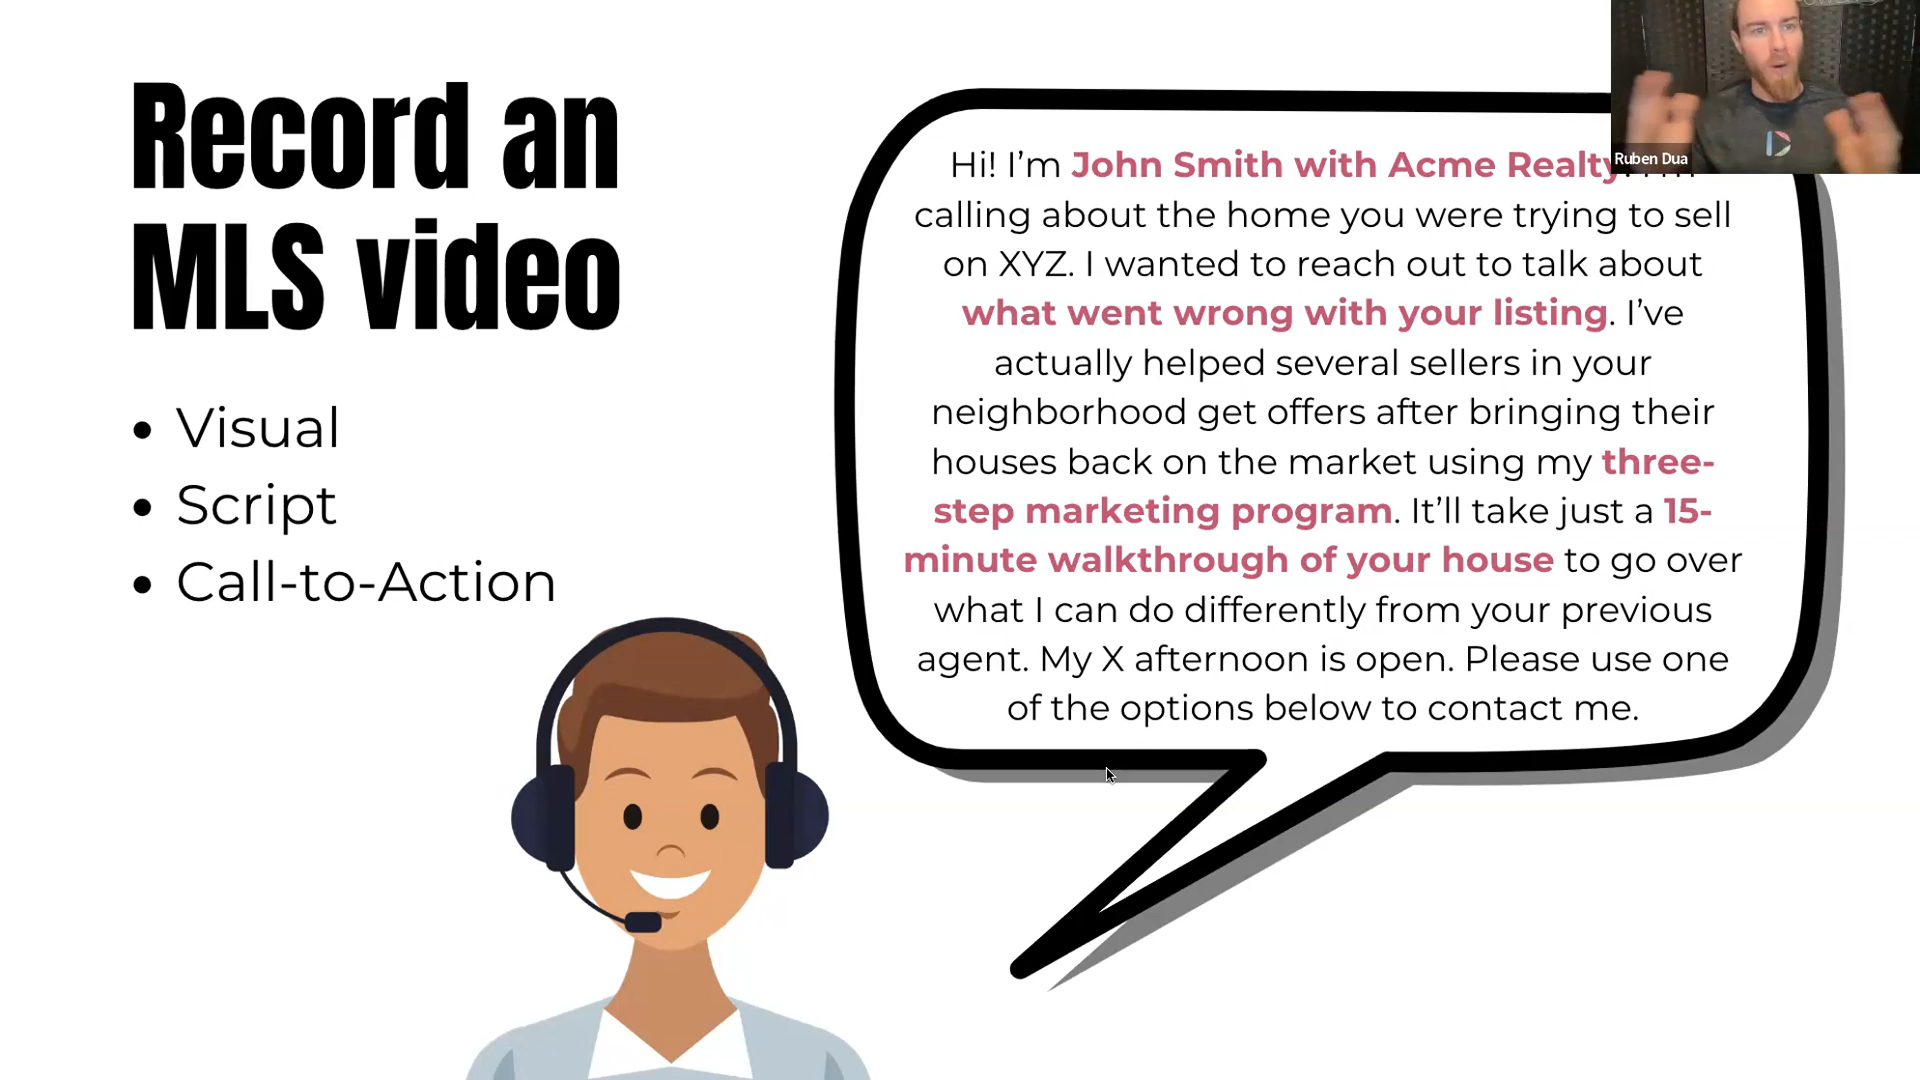 Record an
MLS video
• Visual
• Script
• Call-to-Action
Hi! I’m John Smith with Acme Realty
calling about the home you were trying to sell
on XYZ. I wanted to reach out to talk about
what went wrong with your listing. I’ve
actually helped several sellers in your
neighborhood get offers after bringing their
houses back on the market using my three-
step marketing program. It’ll take just a 15-
minute walkthrough of your house to go over
what I can do differently from your previous
agent. My X afternoon is open. Please use one
of the options below to contact me.
Ruben Dua